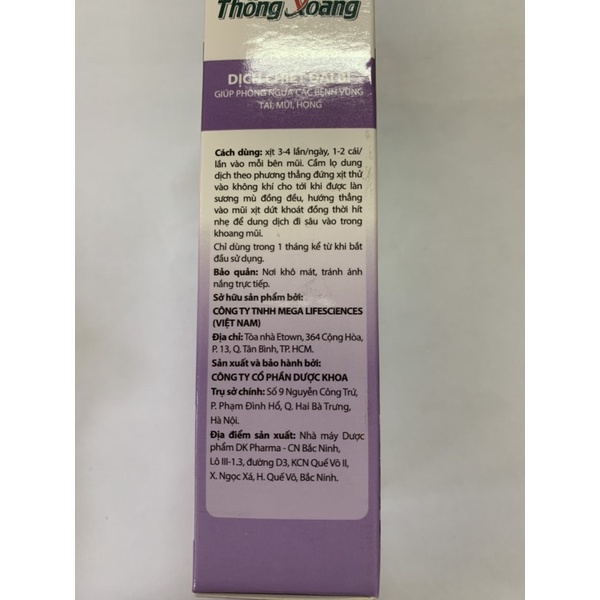 Thông Xoang
DỊCH CHIẾT ĐẠI BI
GIÚP PHÒNG NGỪA CÁC BỆNH VÙNG
TAI, MŨI, HỌNG
Cách dùng: xịt 3-4 lần/ngày, 1-2 cái/
lần vào mỗi bên mũi. Cầm lọ dung
dịch theo phương thẳng đứng xịt thử
vào không khí cho tới khi được làn
sương mù đồng đều, hướng thẳng
vào mũi xịt dứt khoát đồng thời hít
nhẹ để dung dịch đi sâu vào trong
khoang mũi.
Chỉ dùng trong 1 tháng kể từ khi bắt
đầu sử dụng.
Bảo quản: Nơi khô mát, tránh ánh
nắng trực tiếp.
Sở hữu sản phẩm bởi:
CÔNG TY TNHH MEGA LIFESCIENCES
(VIỆT NAM)
Địa chỉ: Tòa nhà Etown, 364 Cộng Hòa,
P. 13, Q. Tân Bình, TP. HCM.
Sản xuất và bảo hành bởi:
CÔNG TY CỔ PHẦN DƯỢC KHOA
Trụ sở chính: Số 9 Nguyễn Công Trứ,
P. Phạm Đình Hổ, Q. Hai Bà Trưng,
Hà Nội.
Địa điểm sản xuất: Nhà máy Dược
phẩm DK Pharma - CN Bắc Ninh,
Lô III-1.3, đường D3, KCN Quế Võ II,
X. Ngọc Xá, H. Quế Võ, Bắc Ninh.